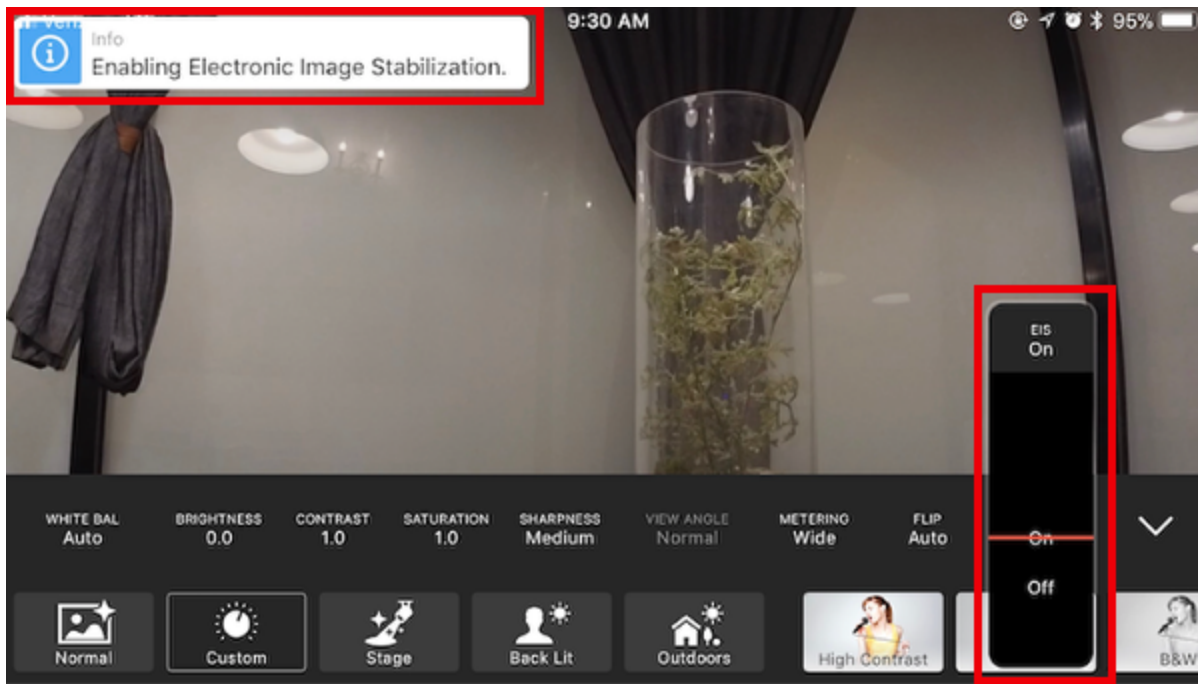 9:30 AM
95%
Info
Enabling Electronic Image Stabilization.
EIS
On
On
Off
WHITE BAL
Auto
BRIGHTNESS
0.0
CONTRAST
1.0
SATURATION
1.0
SHARPNESS
Medium
VIEW ANGLE
Normal
METERING
Wide
FLIP
Auto
Normal
Custom
Stage
Back Lit
Outdoors
High Contrast
B&W